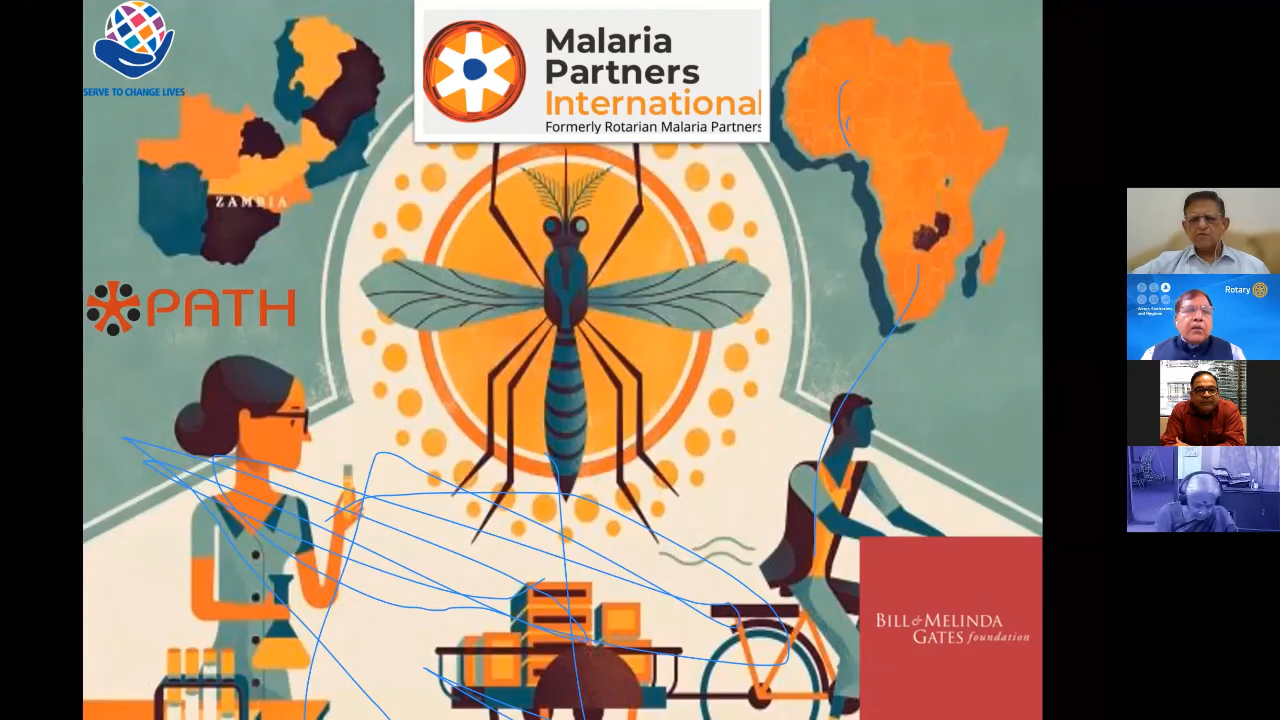 SERVE TO CHANGE LIVES
Malaria
Partners
International
Formerly Rotarian Malaria Partners
ZAMBIA
PATH
Rotary
BILL & MELINDA
GATES foundation